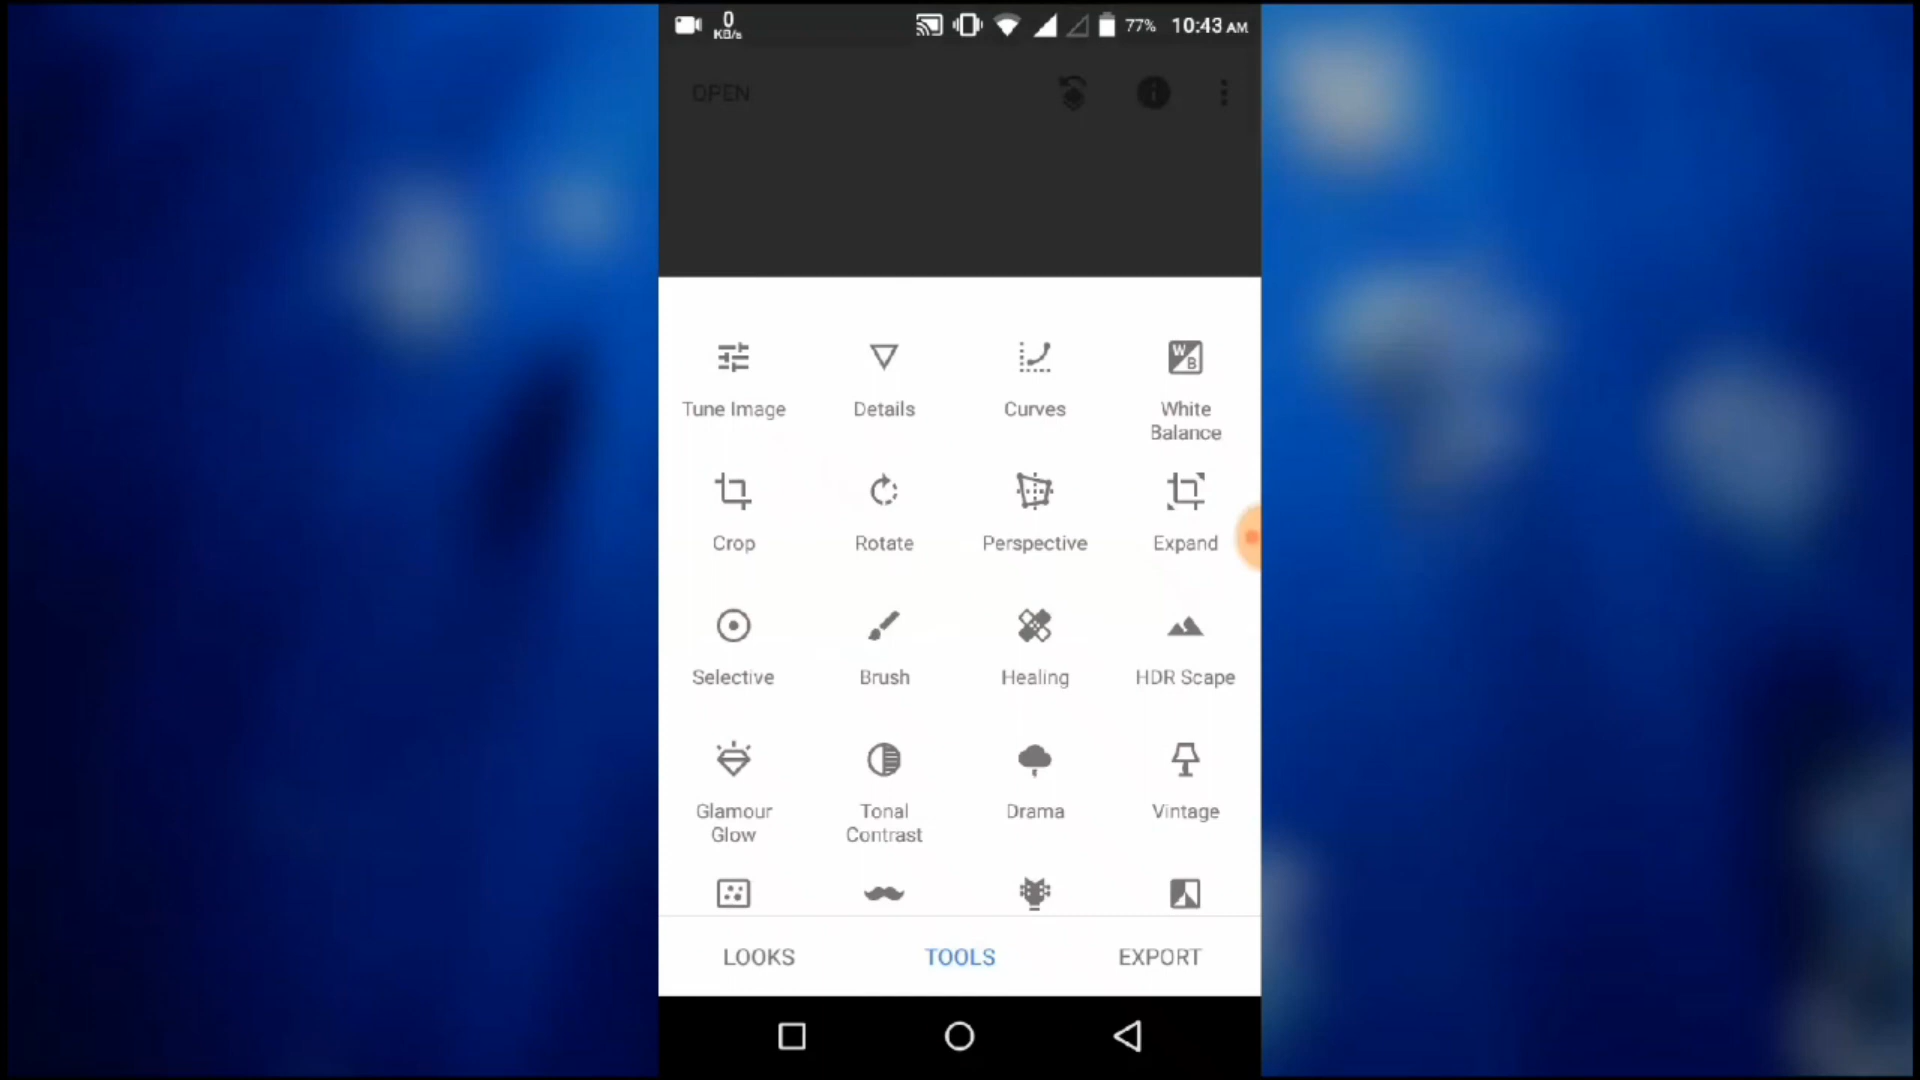 0
KB/s
77% 10:43 AM
OPEN
Tune Image Details Curves White
Balance
W
B
Crop Rotate Perspective Expand
Selective Brush Healing HDR Scape
Glamour Tonal Drama Vintage
Glow Contrast
LOOKS TOOLS EXPORT